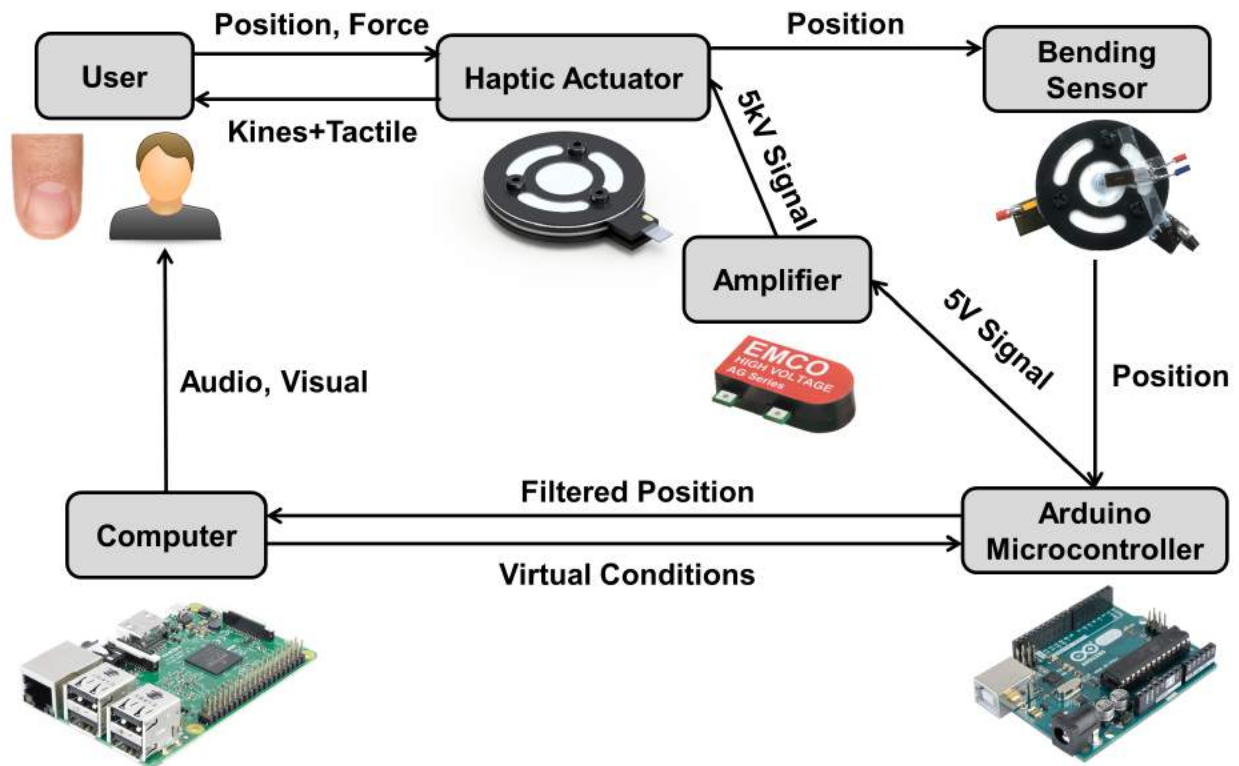 Position, Force
Position
User
Haptic Actuator
Bending
Sensor
Kines+Tactile
5kV Signal
Amplifier
5V Signal
EMCO
HIGH VOLTAGE
AG Series
Audio, Visual
Position
Filtered Position
Computer
Arduino
Microcontroller
Virtual Conditions